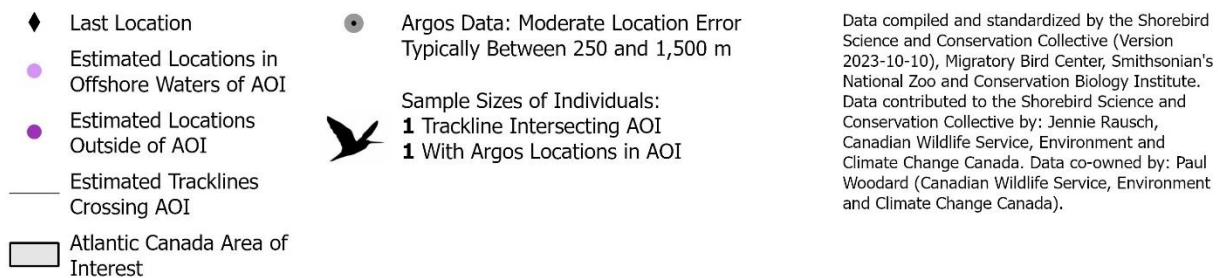 Last Location
Estimated Locations in
Offshore Waters of AOI
Estimated Locations
Outside of AOI
Estimated Tracklines
Crossing AOI
Atlantic Canada Area of
Interest
Argos Data: Moderate Location Error
Typically Between 250 and 1,500 m
Sample Sizes of Individuals:
1 Trackline Intersecting AOI
1 With Argos Locations in AOI
Data compiled and standardized by the Shorebird
Science and Conservation Collective (Version
2023-10-10), Migratory Bird Center, Smithsonian's
National Zoo and Conservation Biology Institute.
Data contributed to the Shorebird Science and
Conservation Collective by: Jennie Rausch,
Canadian Wildlife Service, Environment and
Climate Change Canada. Data co-owned by: Paul
Woodard (Canadian Wildlife Service, Environment
and Climate Change Canada).